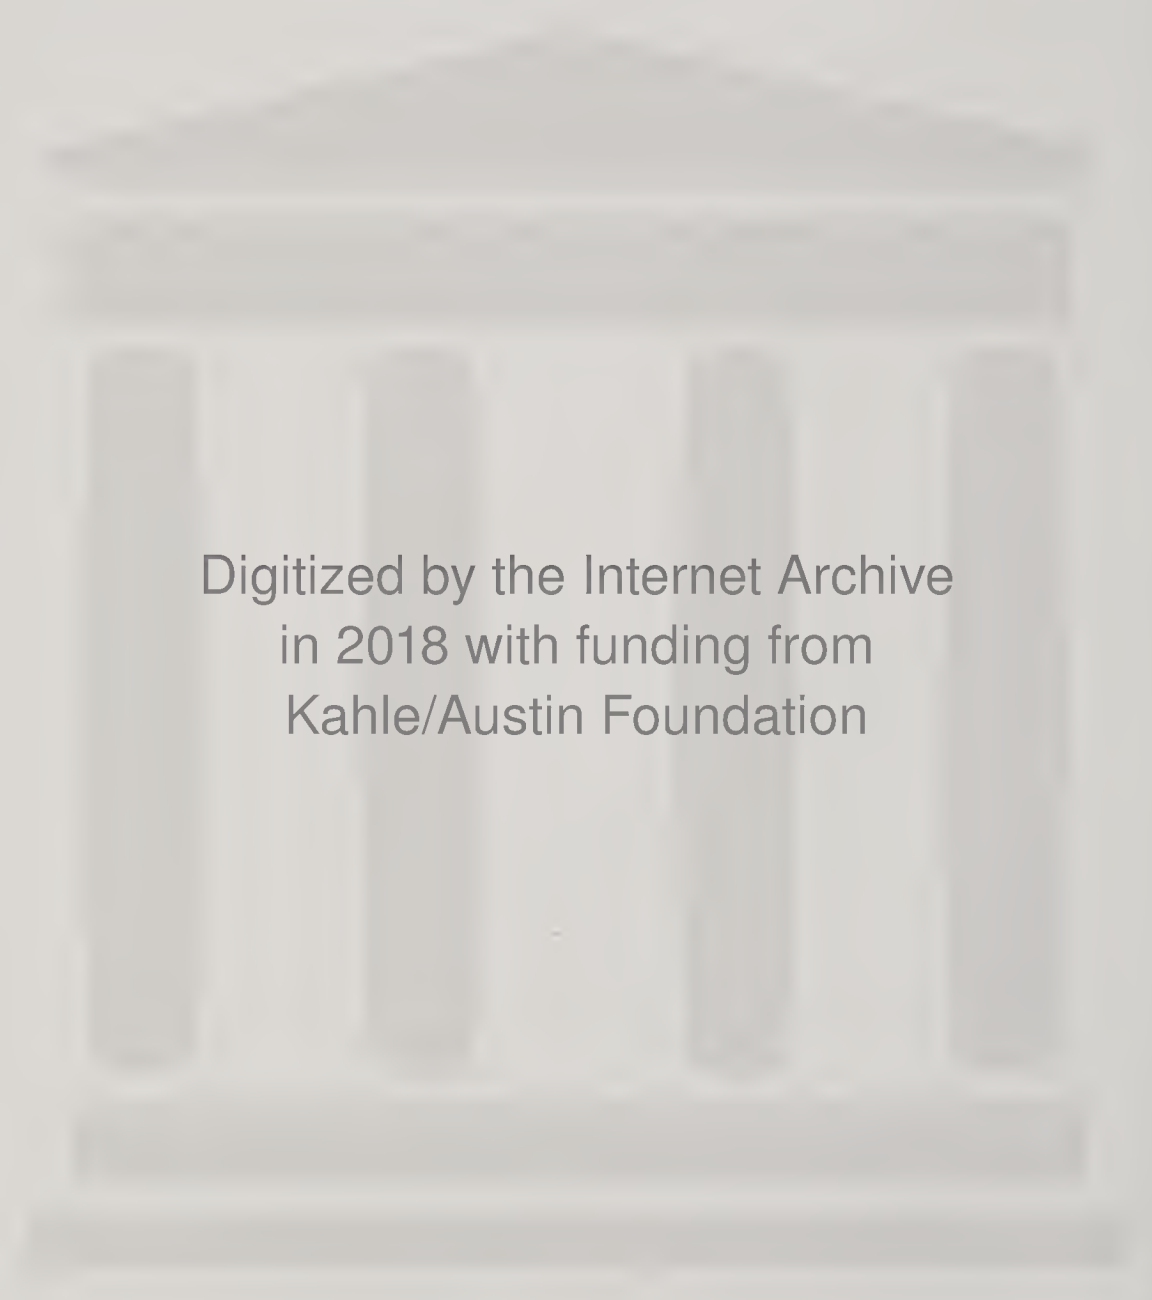 Digitized by the Internet Archive
in 2018 with funding from
Kahle/Austin Foundation